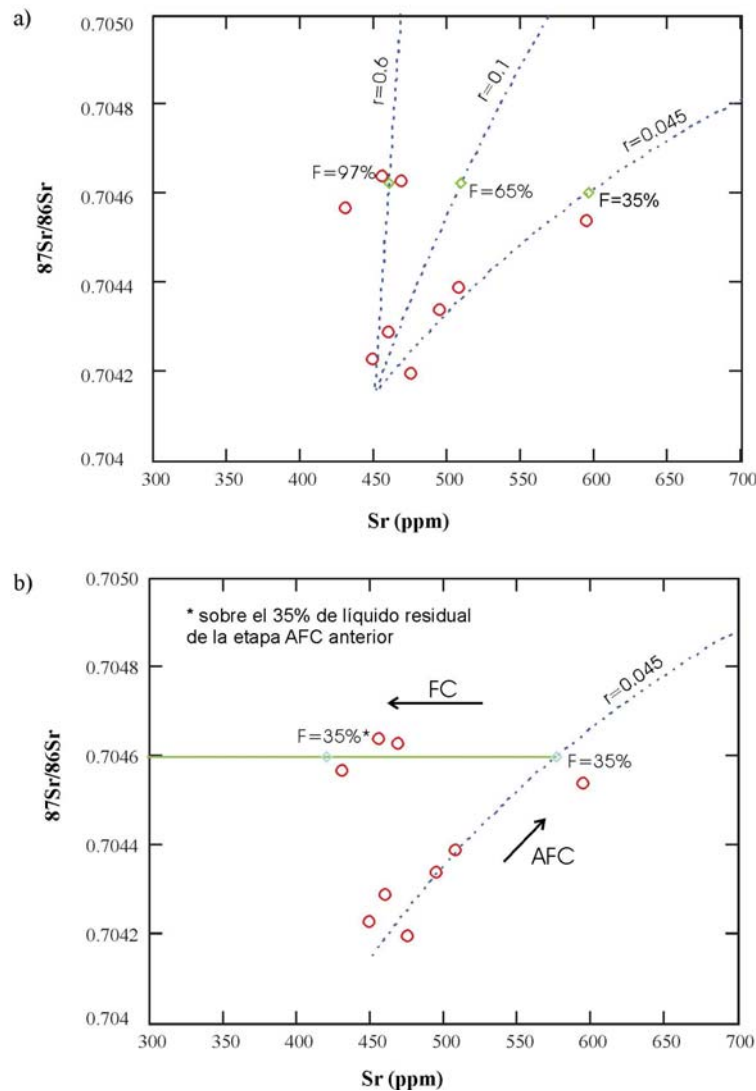 a)
0.7050
0.7048
0.7046
0.7044
0.7042
0.704
87Sr/86Sr
r=0.6
r=0.1
r=0.045
F=97%
F=65%
F=35%
300 350 400 450 500 550 600 650 700
Sr (ppm)
b)
0.7050
0.7048
0.7046
0.7044
0.7042
0.704
87Sr/86Sr
* sobre el 35% de líquido residual
de la etapa AFC anterior
r=0.045
FC
F=35%*
F=35%
AFC
300 350 400 450 500 550 600 650 700
Sr (ppm)